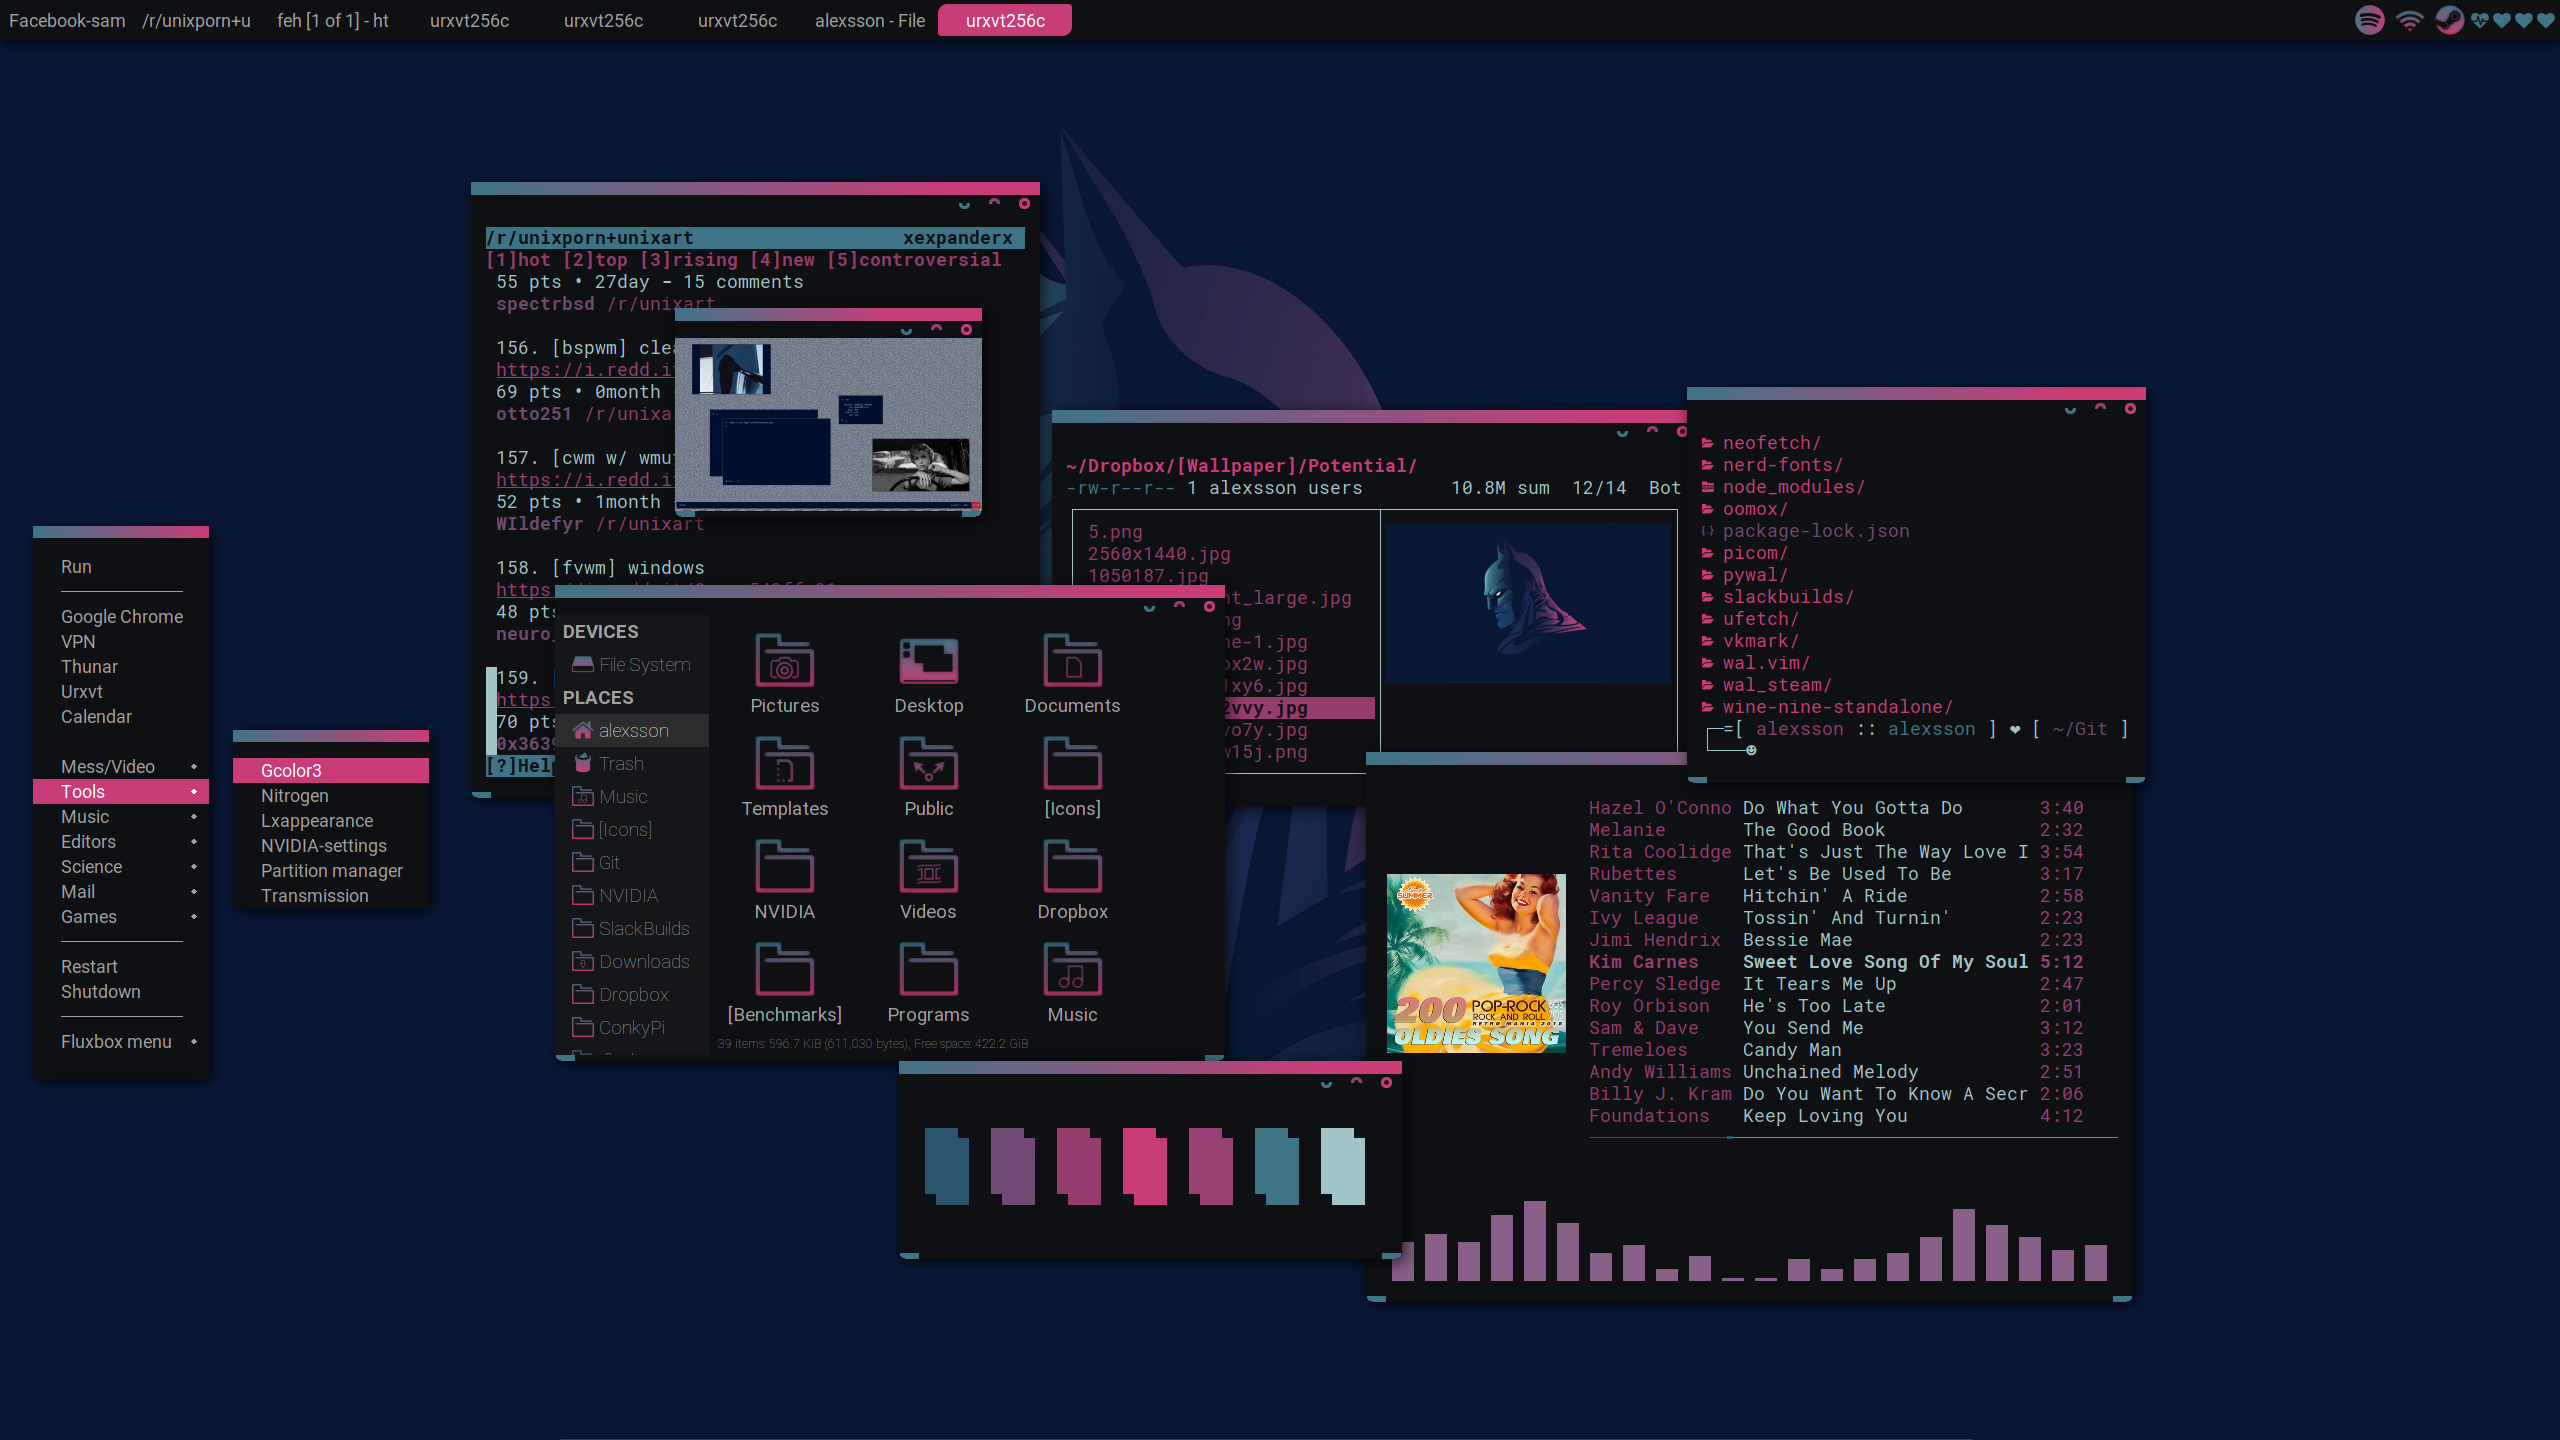 Facebook-sam /r/unixporn+u feh [1 of 1] - ht urxvt256c urxvt256c urxvt256c alexsson - File urxvt256c
/r/unixporn+unixart xexpanderx
[1]hot [2]top [3]rising [4]new [5]controversial
55 pts • 27day - 15 comments
spectrbsd /r/unixart
156. [bspwm] clea
https://i.redd.i
69 pts • 0month
otto251 /r/unixa
157. [cwm w/ wmu
https://i.redd.i
52 pts • 1month
WIldefyr /r/unixart
158. [fvwm] windows
https
48 pts
neuro_
159. [
https
70 pts
0x3639
[?]Help
Run
Google Chrome
VPN
Thunar
Urxvt
Calendar
Mess/Video
Tools
Music
Editors
Science
Mail
Games
Restart
Shutdown
Fluxbox menu
Gcolor3
Nitrogen
Lxappearance
NVIDIA-settings
Partition manager
Transmission
DEVICES
File System
PLACES
alexsson
Trash
Music
[Icons]
Git
NVIDIA
SlackBuilds
Downloads
Dropbox
ConkyPi
Pictures Desktop Documents
Templates Public [Icons]
NVIDIA Videos Dropbox
[Benchmarks] Programs Music
39 items: 596.7 KiB (611,030 bytes), Free space: 422.2 GiB
~/Dropbox/[Wallpaper]/Potential/
-rw-r--r-- 1 alexsson users 10.8M sum 12/14 Bot
5.png
2560x1440.jpg
1050187.jpg
nt_large.jpg
ng
ne-1.jpg
ox2w.jpg
1xy6.jpg
2vvy.jpg
vo7y.jpg
w15j.png
neofetch/
nerd-fonts/
node_modules/
oomox/
package-lock.json
picom/
pywal/
slackbuilds/
ufetch/
vkmark/
wal.vim/
wal_steam/
wine-nine-standalone/
┌─=[ alexsson :: alexsson ] ❤ [ ~/Git ]
└───☻
Hazel O'Conno Do What You Gotta Do 3:40
Melanie The Good Book 2:32
Rita Coolidge That's Just The Way Love I 3:54
Rubettes Let's Be Used To Be 3:17
Vanity Fare Hitchin' A Ride 2:58
Ivy League Tossin' And Turnin' 2:23
Jimi Hendrix Bessie Mae 2:23
Kim Carnes Sweet Love Song Of My Soul 5:12
Percy Sledge It Tears Me Up 2:47
Roy Orbison He's Too Late 2:01
Sam & Dave You Send Me 3:12
Tremeloes Candy Man 3:23
Andy Williams Unchained Melody 2:51
Billy J. Kram Do You Want To Know A Secr 2:06
Foundations Keep Loving You 4:12
SUMMER
200 POP-ROCK
ROCK AND ROLL
RETRO MANIA 2018
OLDIES SONG